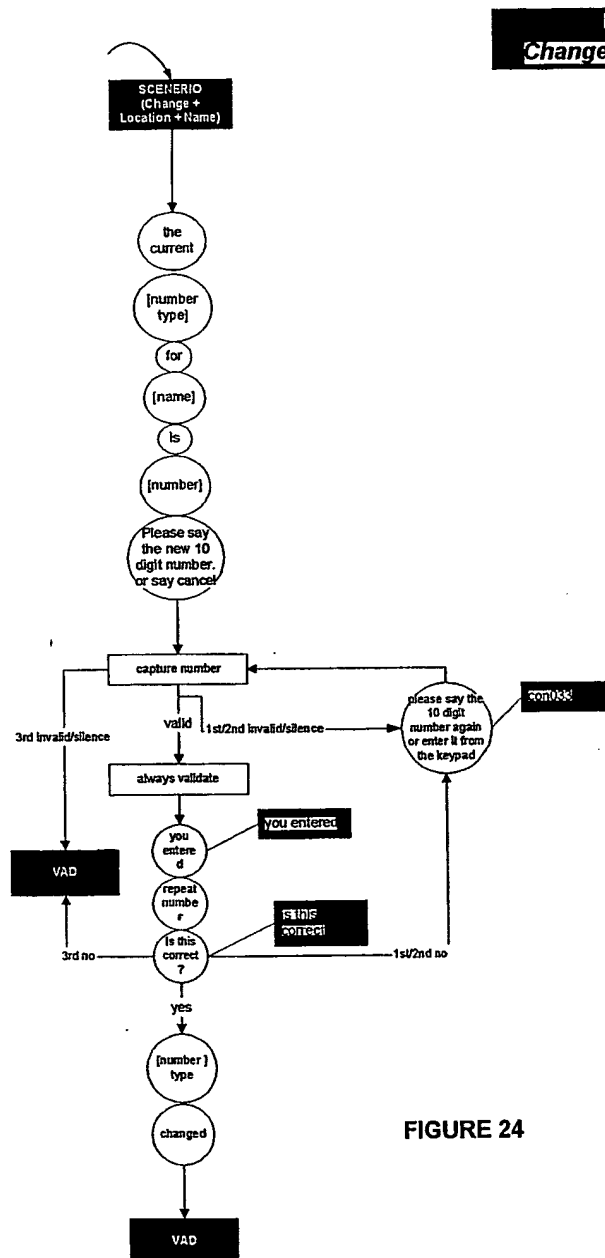 Change
SCENERIO
(Change +
Location + Name)
the
current
[number
type]
for
[name]
is
[number]
Please say
the new 10
digit number.
or say cancel
capture number
please say the
10 digit
number again
or enter it from
the keypad
con033
3rd invalid/silence
valid
1st/2nd invalid/silence
always validate
you
entere
d
you entered
VAD
repeat
numbe
r
is this
correct
3rd no
Is this
correct
?
1st/2nd no
yes
[number }
type
changed
FIGURE 24
VAD